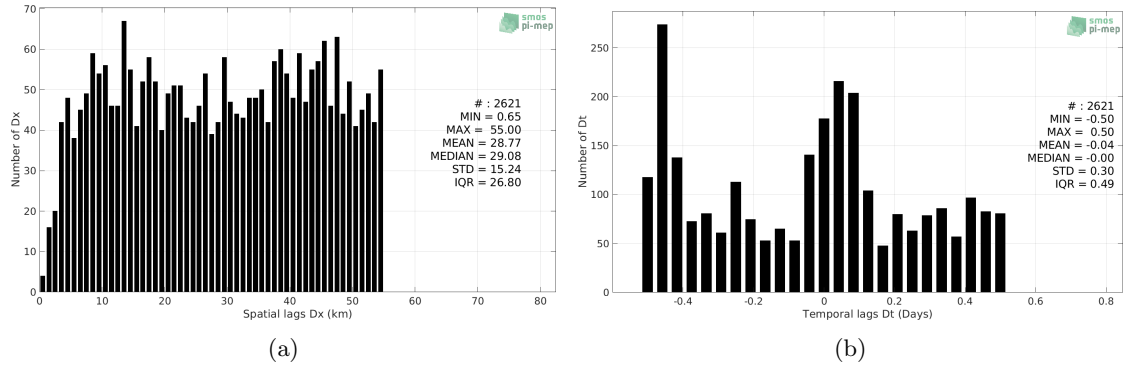 70
60
50
40
30
20
10
0
Number of Dx
0 10 20 30 40 50 60 70 80
Spatial lags Dx (km)
smos
pi-mep
# : 2621
MIN = 0.65
MAX = 55.00
MEAN = 28.77
MEDIAN = 29.08
STD = 15.24
IQR = 26.80
(a)
250
200
150
100
50
0
Number of Dt
-0.4 -0.2 0 0.2 0.4 0.6 0.8
Temporal lags Dt (Days)
smos
pi-mep
# : 2621
MIN = -0.50
MAX = 0.50
MEAN = -0.04
MEDIAN = -0.00
STD = 0.30
IQR = 0.49
(b)